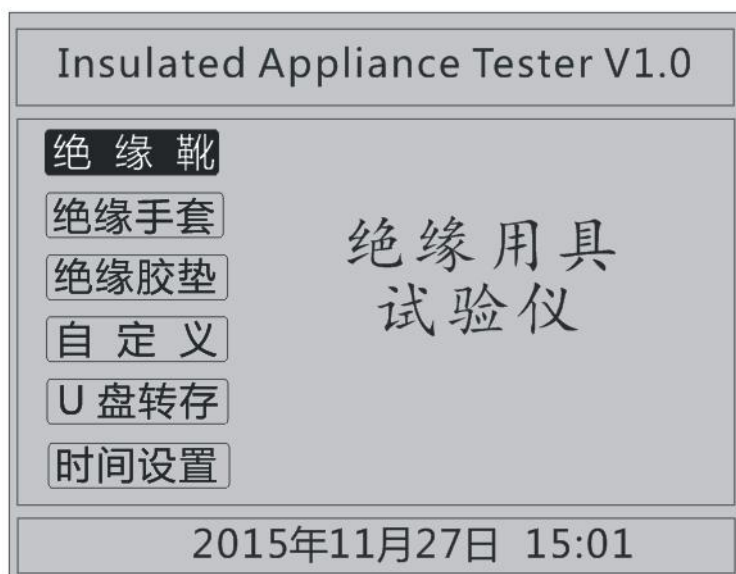 Insulated Appliance Tester V1.0
绝 缘 靴
绝缘手套
绝缘胶垫
自 定 义
U 盘转存
时间设置
绝缘用具
试验仪
2015年11月27日 15:01